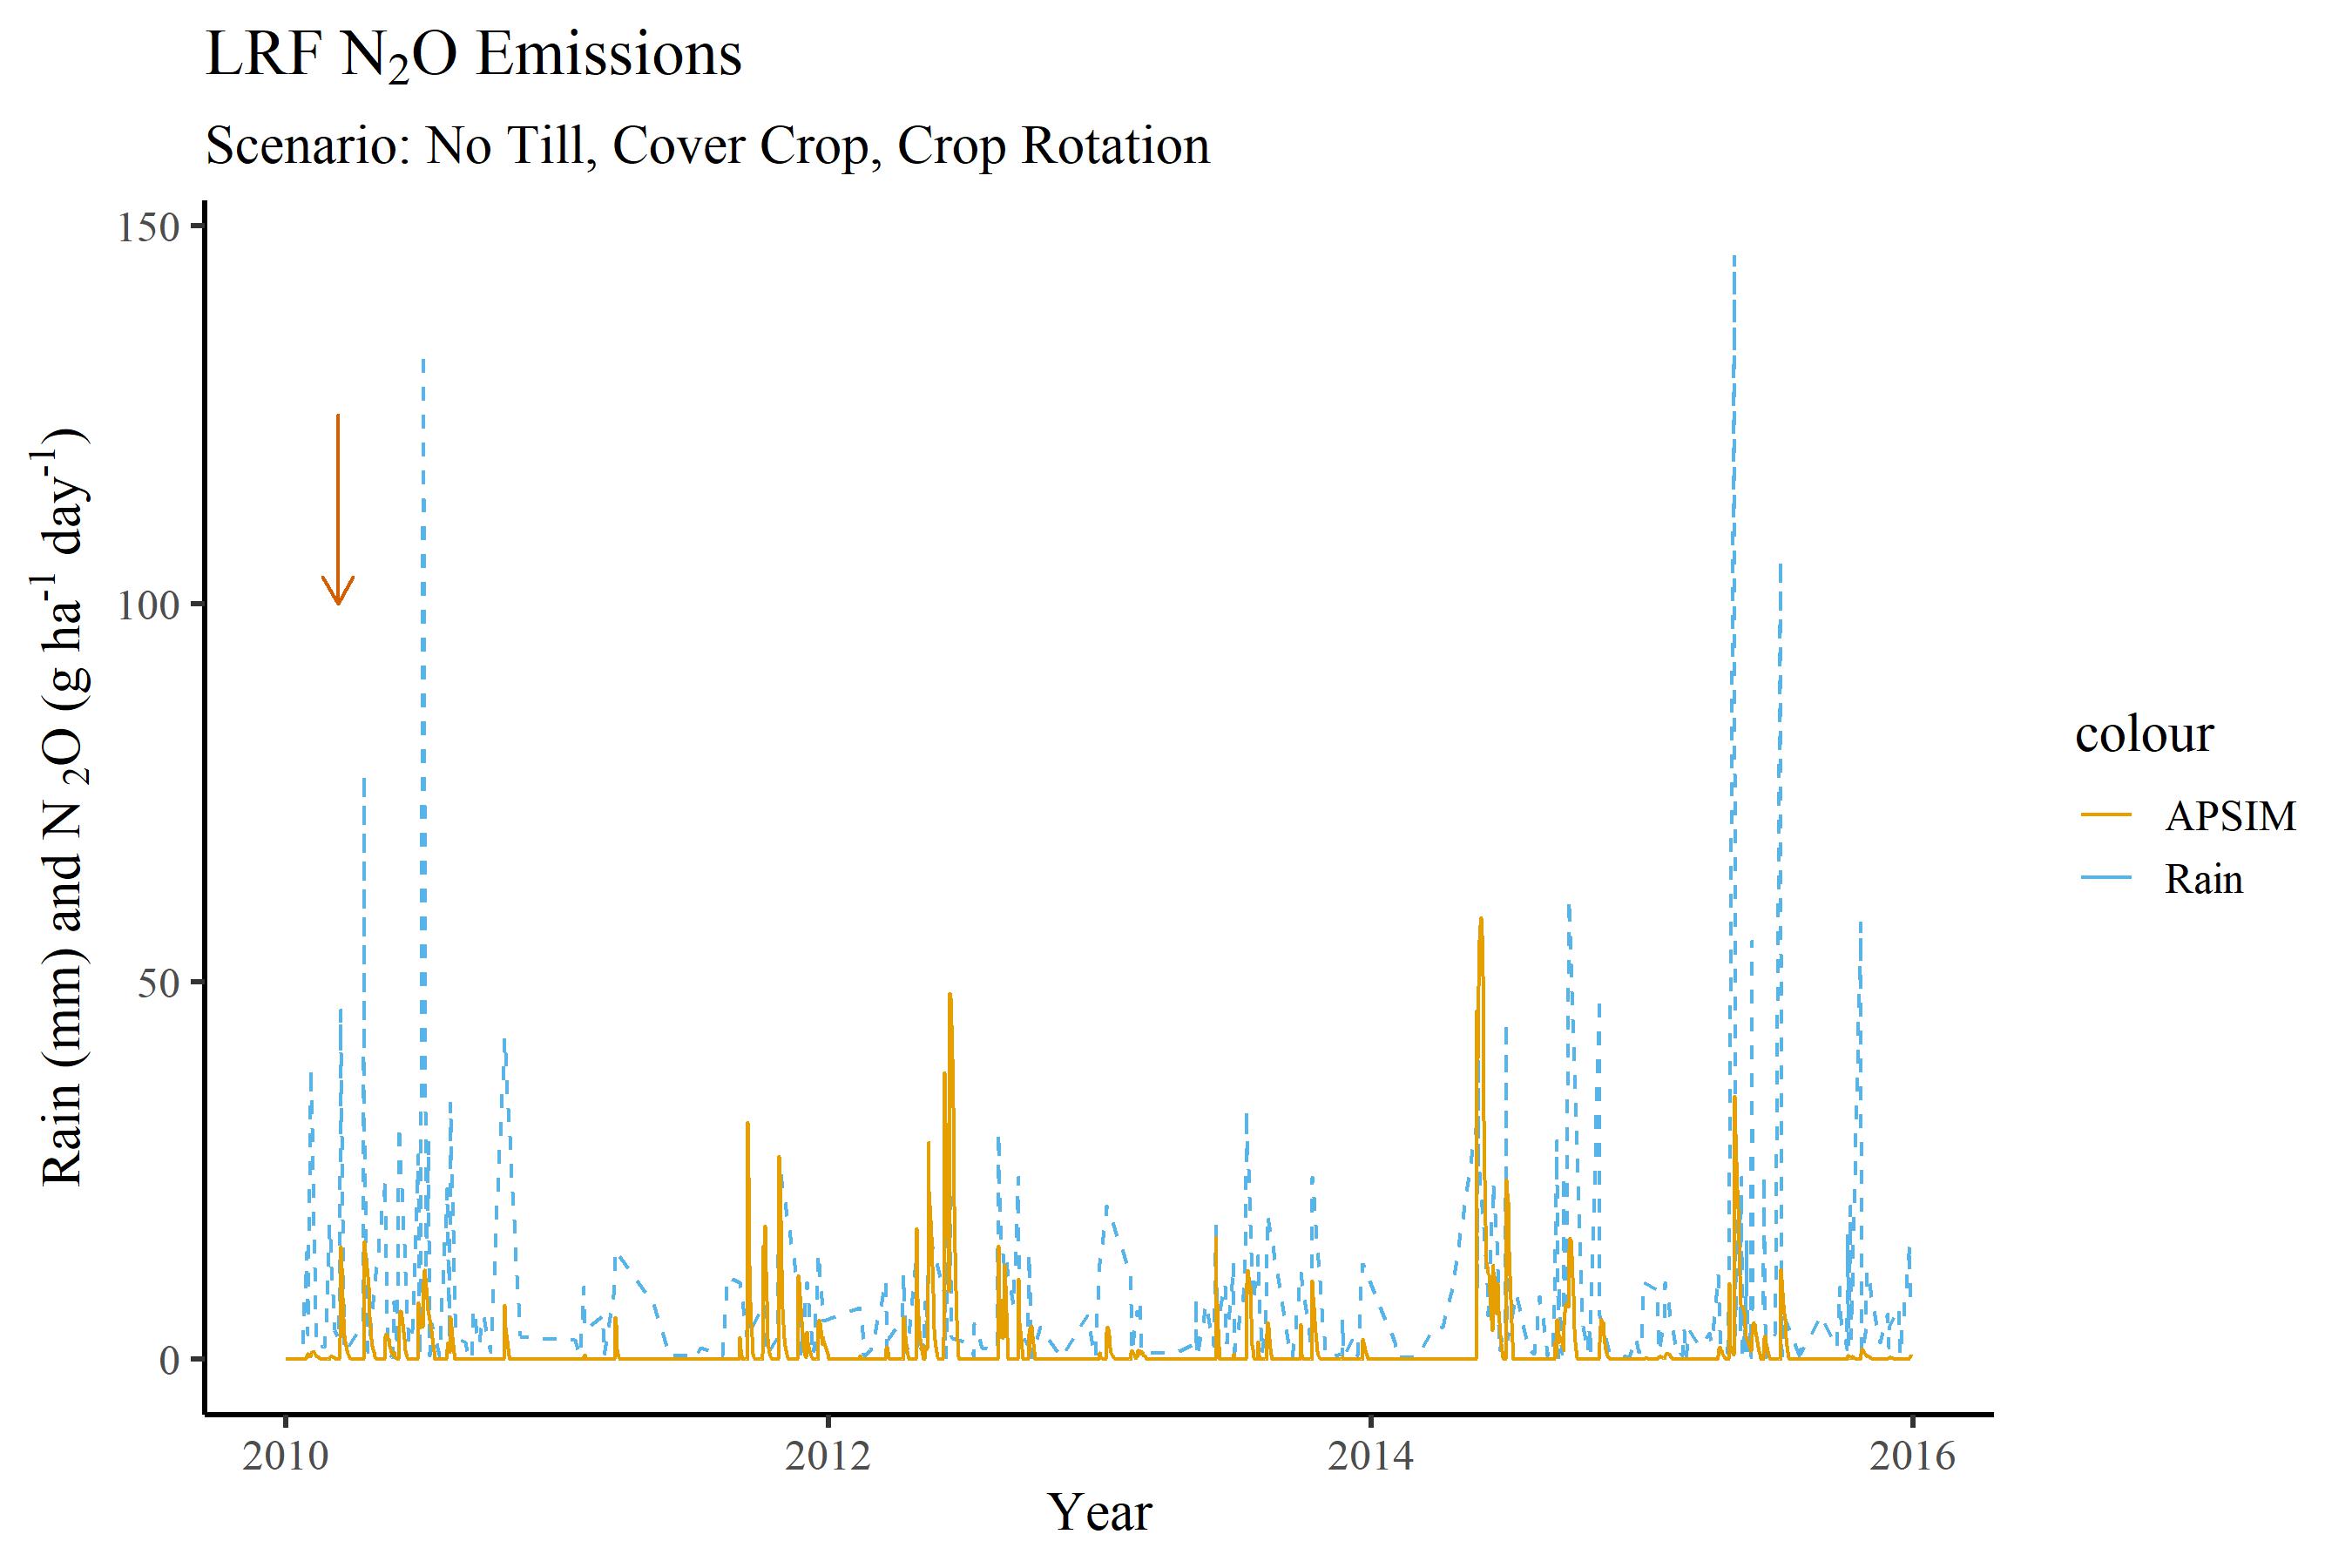 LRF N₂O Emissions
Scenario: No Till, Cover Crop, Crop Rotation
Rain (mm) and N ₂O (g ha⁻¹ day⁻¹)
150
100
50
0
2010 2012 2014 2016
Year
colour
APSIM
Rain